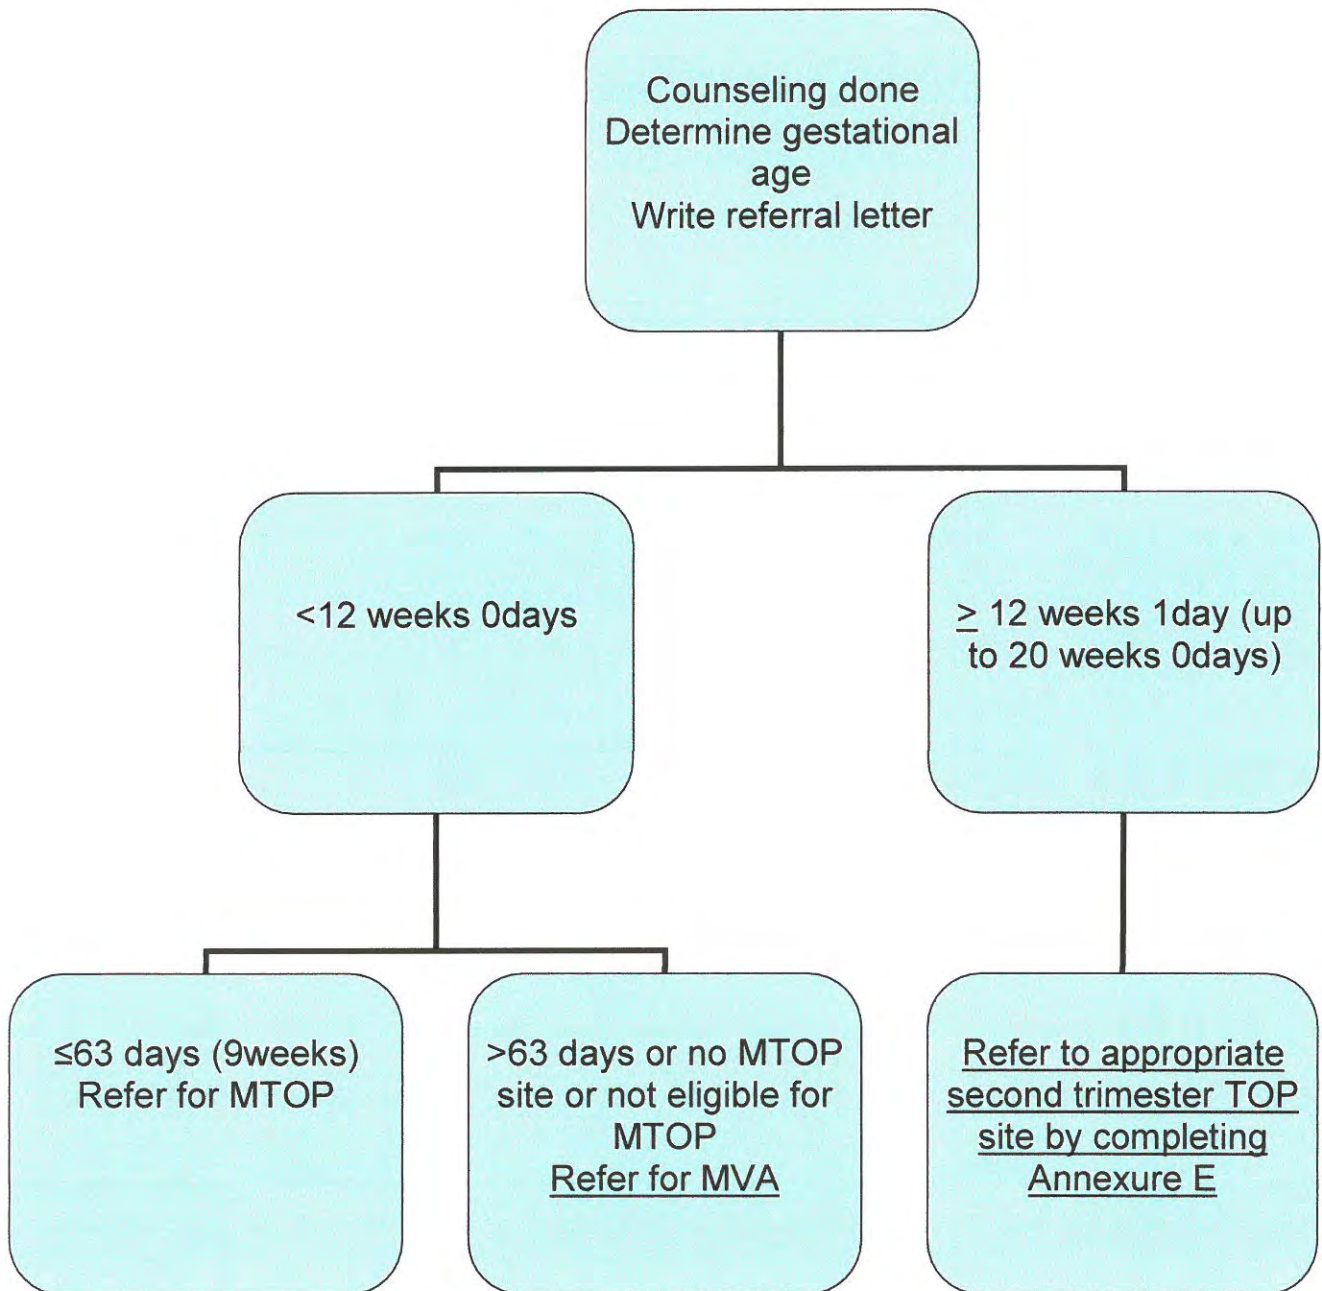 Counseling done
Determine gestational
age
Write referral letter
<12 weeks 0days
≥ 12 weeks 1day (up
to 20 weeks 0days)
≤63 days (9weeks)
Refer for MTOP
>63 days or no MTOP
site or not eligible for
MTOP
Refer for MVA
Refer to appropriate
second trimester TOP
site by completing
Annexure E